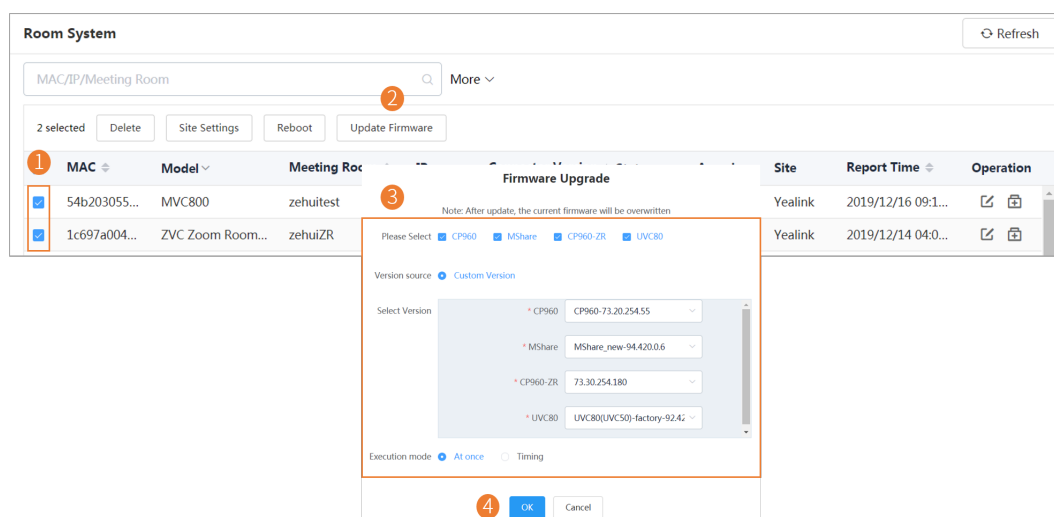 Room System
Refresh
MAC/IP/Meeting Room
More
2
2 selected Delete Site Settings Reboot Update Firmware
1
MAC Model Meeting Roo Site Report Time Operation
Firmware Upgrade
3
Note: After update, the current firmware will be overwritten
54b203055... MVC800 zehuitest Yealink 2019/12/16 09:1...
1c697a004... ZVC Zoom Room... zehuiZR Yealink 2019/12/14 04:0...
Please Select CP960 MShare CP960-ZR UVC80
Version source Custom Version
Select Version
* CP960 CP960-73.20.254.55
* MShare MShare_new-94.420.0.6
* CP960-ZR 73.30.254.180
* UVC80 UVC80(UVC50)-factory-92.42
Execution mode At once Timing
4
OK Cancel